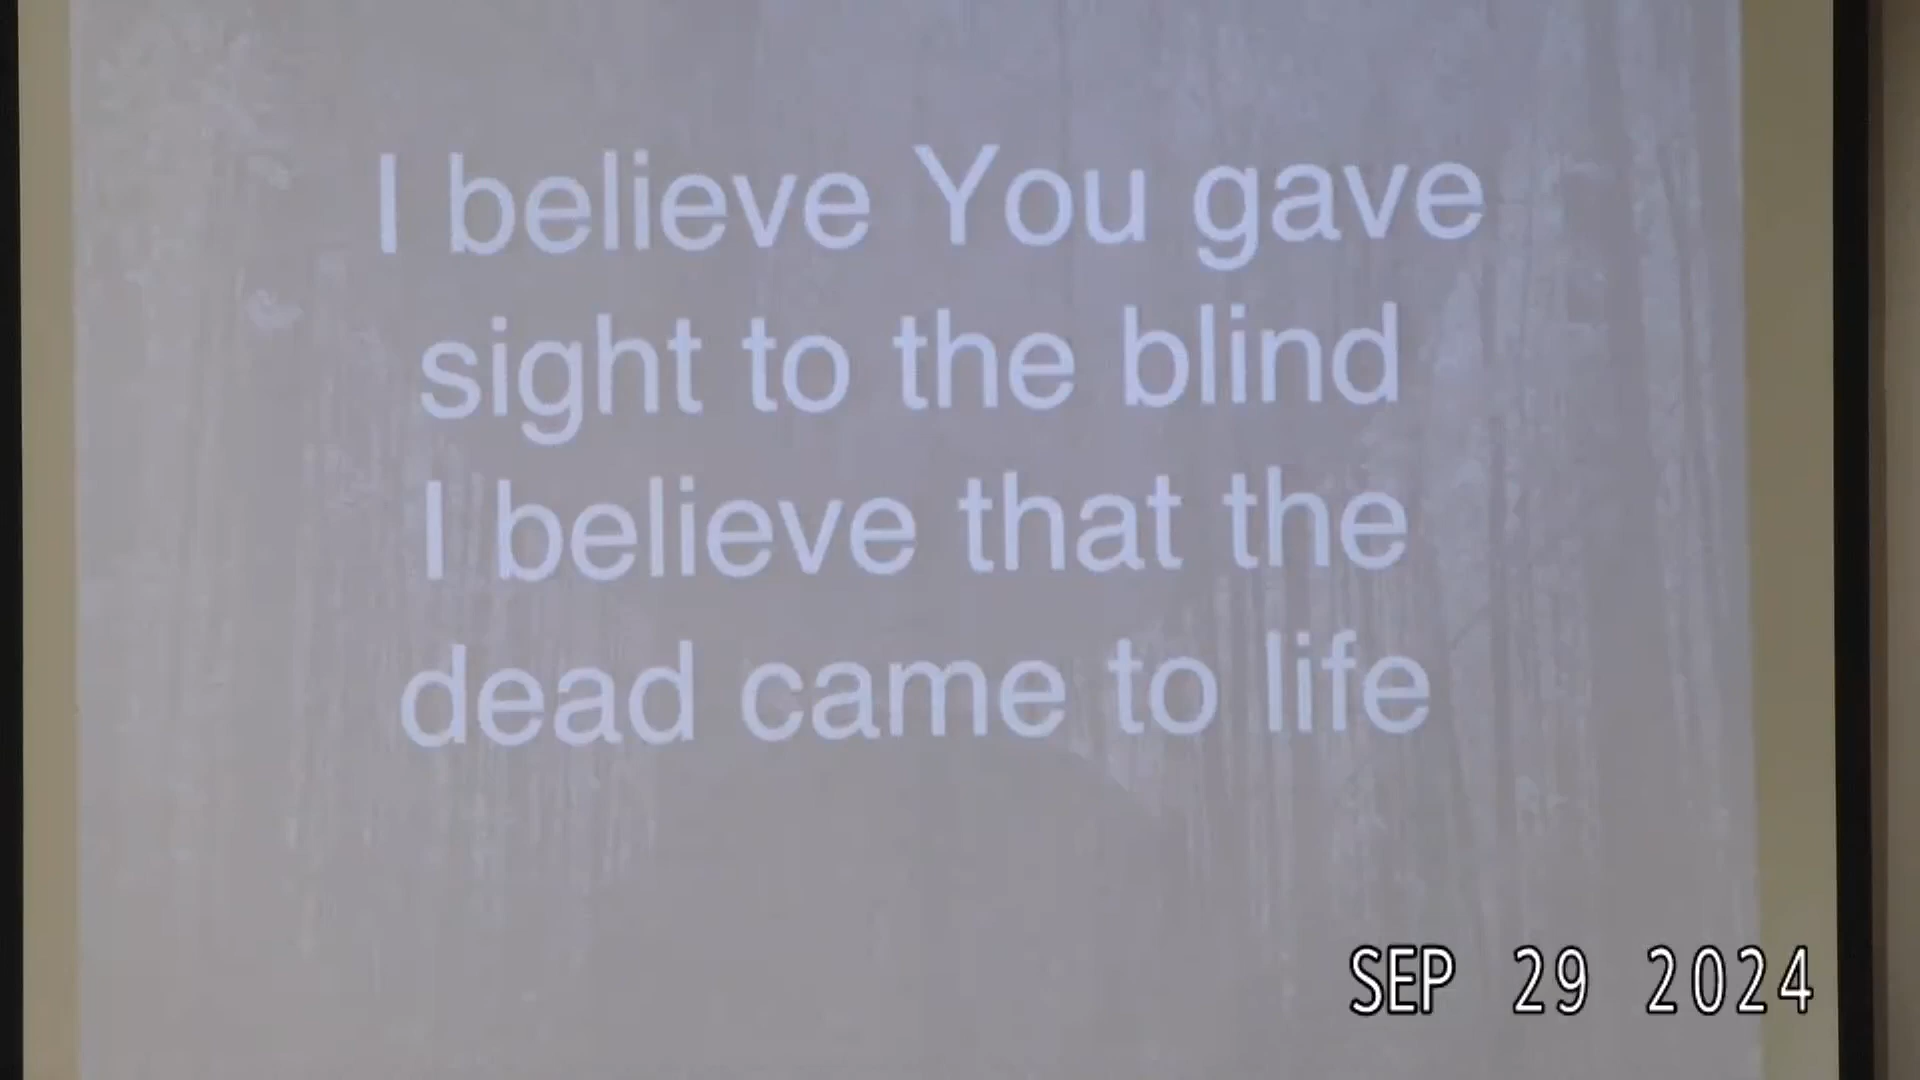 I believe You gave
sight to the blind
I believe that the
dead came to life
SEP 29 2024